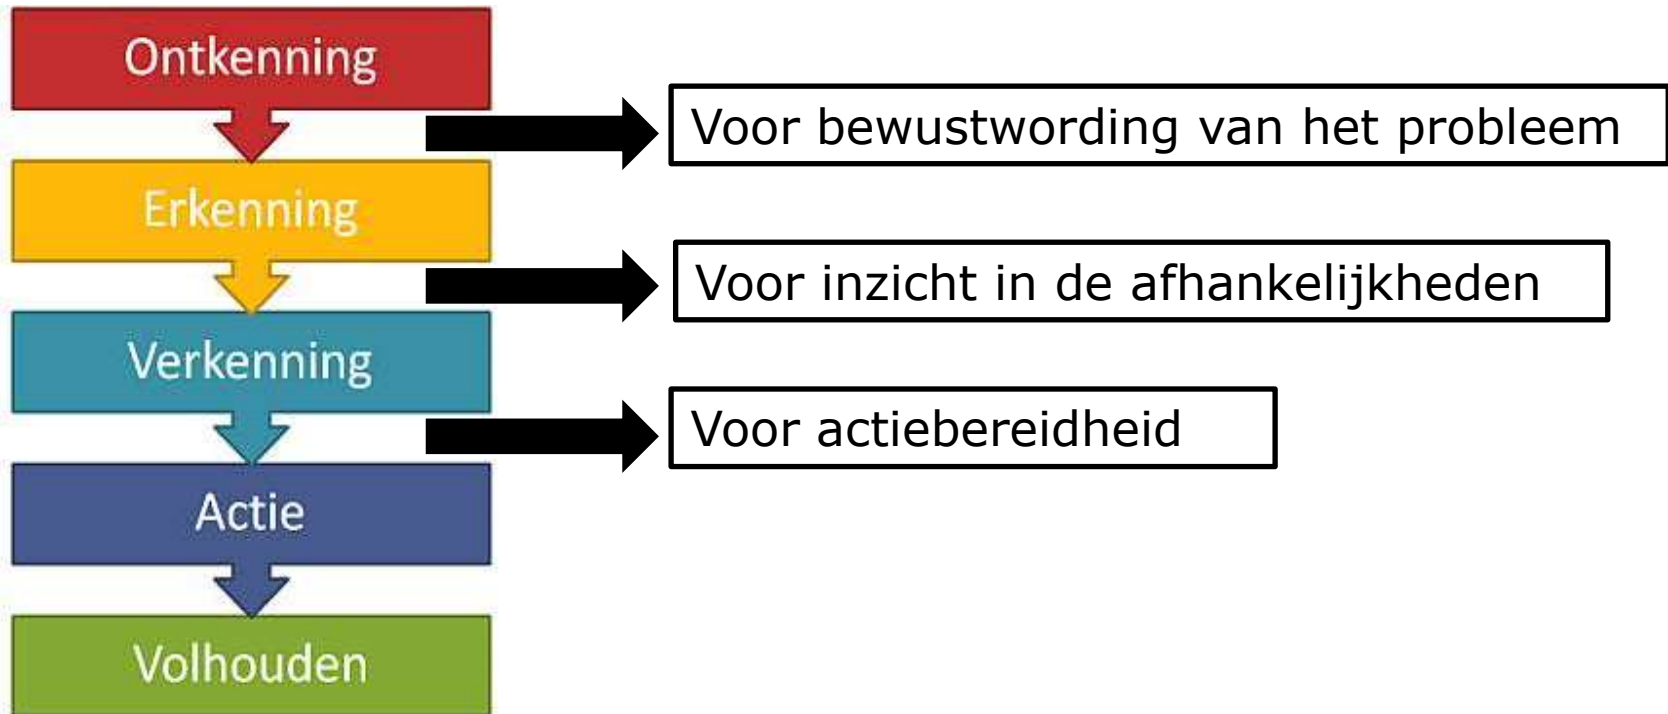 Ontkenning
Voor bewustwording van het probleem
Erkenning
Voor inzicht in de afhankelijkheden
Verkenning
Voor actiebereidheid
Actie
Volhouden